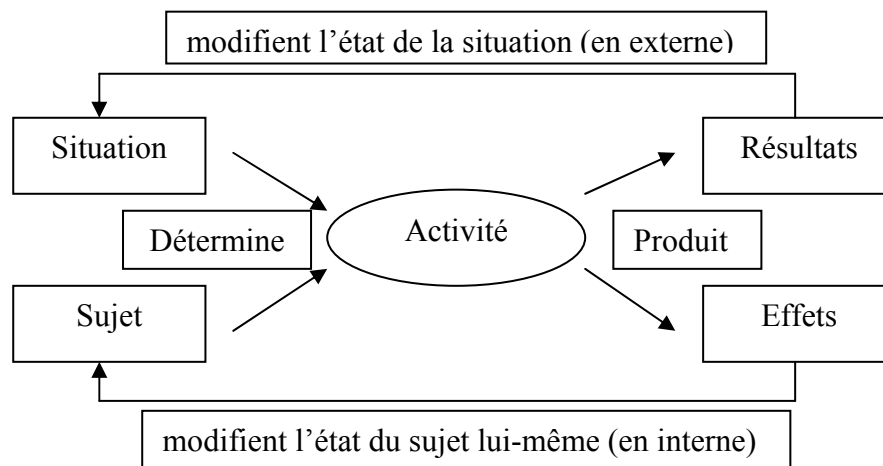 modifient l’état de la situation (en externe)
Situation
Résultats
Détermine
Activité
Produit
Sujet
Effets
modifient l’état du sujet lui-même (en interne)